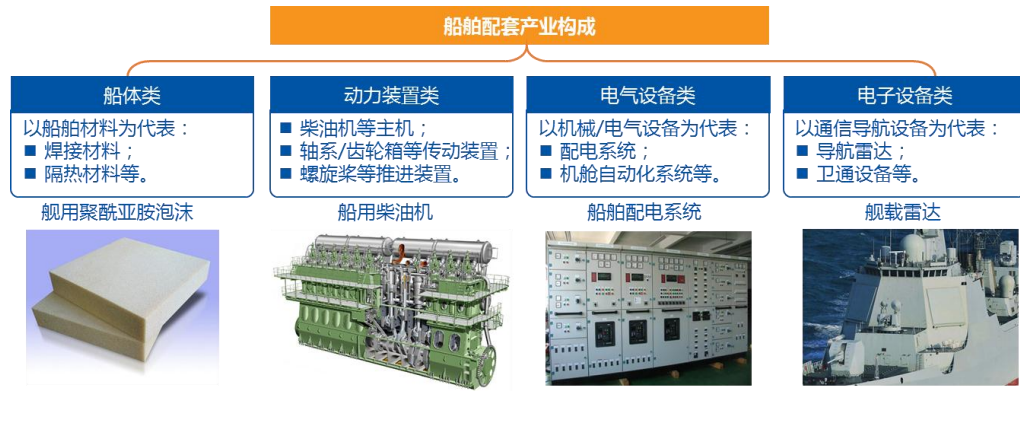 船舶配套产业构成
船体类
以船舶材料为代表：
■ 焊接材料；
■ 隔热材料等。
舰用聚酰亚胺泡沫
动力装置类
■ 柴油机等主机；
■ 轴系/齿轮箱等传动装置；
■ 螺旋桨等推进装置。
船用柴油机
电气设备类
以机械/电气设备为代表：
■ 配电系统；
■ 机舱自动化系统等。
船舶配电系统
电子设备类
以通信导航设备为代表：
■ 导航雷达；
■ 卫通设备等。
舰载雷达